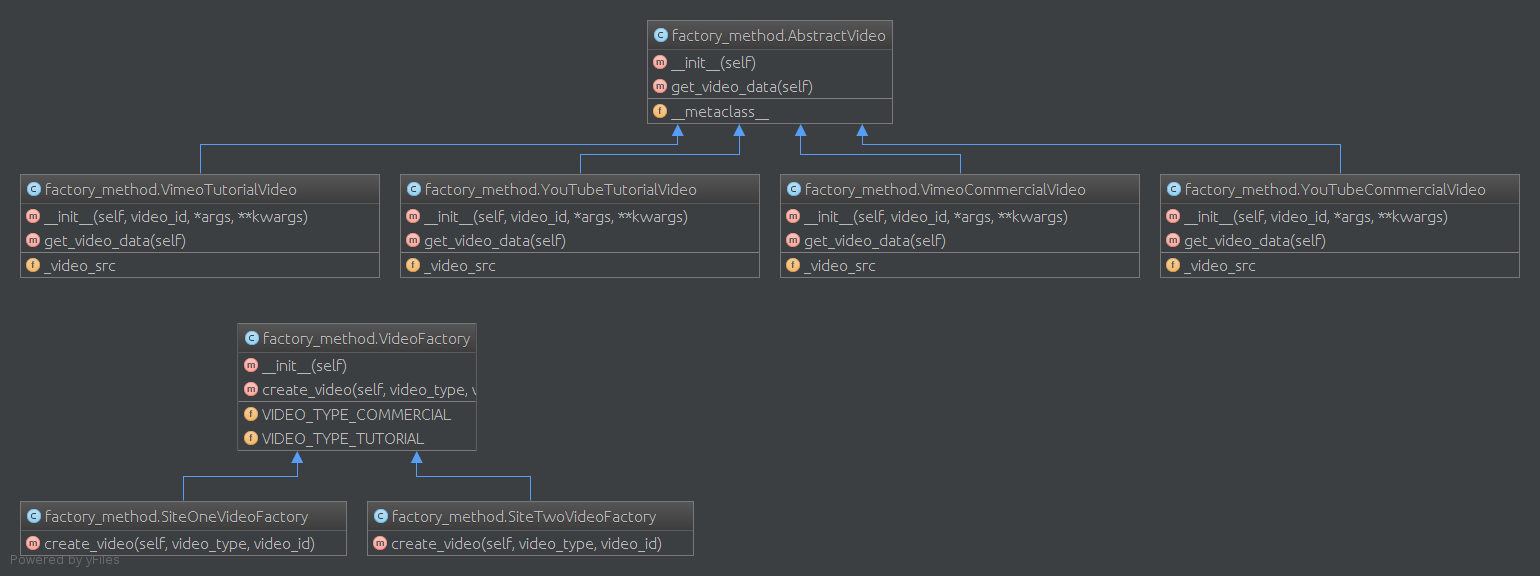 factory_method.AbstractVideo
__init__(self)
get_video_data(self)
__metaclass__
factory_method.VimeoTutorialVideo
__init__(self, video_id, *args, **kwargs)
get_video_data(self)
_video_src
factory_method.YouTubeTutorialVideo
__init__(self, video_id, *args, **kwargs)
get_video_data(self)
_video_src
factory_method.VimeoCommercialVideo
__init__(self, video_id, *args, **kwargs)
get_video_data(self)
_video_src
factory_method.YouTubeCommercialVideo
__init__(self, video_id, *args, **kwargs)
get_video_data(self)
_video_src
factory_method.VideoFactory
__init__(self)
create_video(self, video_type, v
VIDEO_TYPE_COMMERCIAL
VIDEO_TYPE_TUTORIAL
factory_method.SiteOneVideoFactory
create_video(self, video_type, video_id)
factory_method.SiteTwoVideoFactory
create_video(self, video_type, video_id)
Powered by yFiles